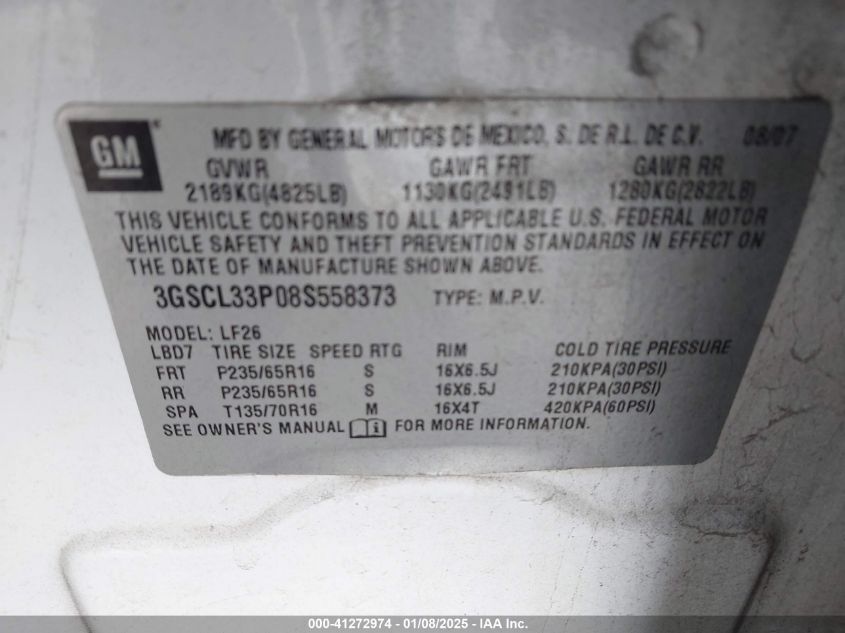 GM
MFD BY GENERAL MOTORS DE MEXICO, S. DE R.L. DE C.V. 08/07
GVWR GAWR FRT GAWR RR
2189KG(4825LB) 1130KG(2491LB) 1280KG(2822LB)
THIS VEHICLE CONFORMS TO ALL APPLICABLE U.S. FEDERAL MOTOR
VEHICLE SAFETY AND THEFT PREVENTION STANDARDS IN EFFECT ON
THE DATE OF MANUFACTURE SHOWN ABOVE.
3GSCL33P08S558373 TYPE: M.P.V.
MODEL: LF26
LBD7 TIRE SIZE SPEED RTG RIM COLD TIRE PRESSURE
FRT P235/65R16 S 16X6.5J 210KPA(30PSI)
RR P235/65R16 S 16X6.5J 210KPA(30PSI)
SPA T135/70R16 M 16X4T 420KPA(60PSI)
SEE OWNER'S MANUAL FOR MORE INFORMATION.
000-41272974 - 01/08/2025 - IAA Inc.